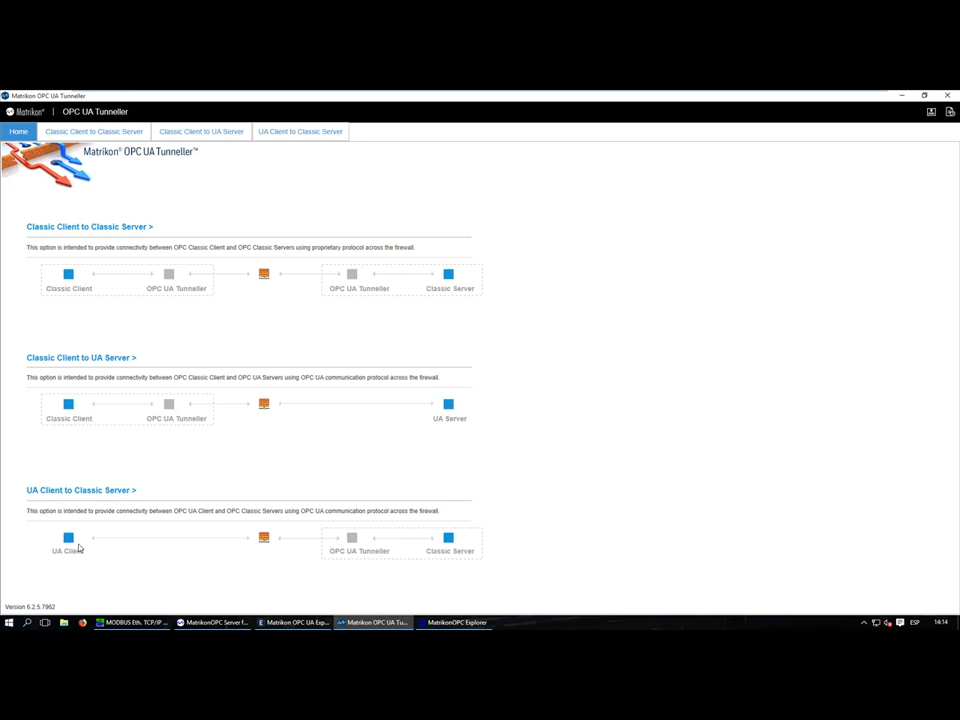 Matrikon OPC UA Tunneller
Matrikon® | OPC UA Tunneller
Home Classic Client to Classic Server Classic Client to UA Server UA Client to Classic Server
Matrikon® OPC UA Tunneller™
Classic Client to Classic Server >
This option is intended to provide connectivity between OPC Classic Client and OPC Classic Servers using proprietary protocol across the firewall.
Classic Client OPC UA Tunneller OPC UA Tunneller Classic Server
Classic Client to UA Server >
This option is intended to provide connectivity between OPC Classic Client and OPC UA Servers using OPC UA communication protocol across the firewall.
Classic Client OPC UA Tunneller UA Server
UA Client to Classic Server >
This option is intended to provide connectivity between OPC UA Client and OPC Classic Servers using OPC UA communication protocol across the firewall.
UA Client OPC UA Tunneller Classic Server
Version 6.2.5.7962
MODBUS Eth. TCP/IP ... MatrikonOPC Server f... Matrikon OPC UA Exp... Matrikon OPC UA Tu... MatrikonOPC Explorer ESP 14:14